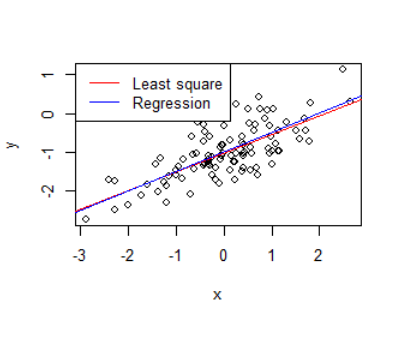 Least square
Regression
1
0
-1
-2
y
-3 -2 -1 0 1 2
x